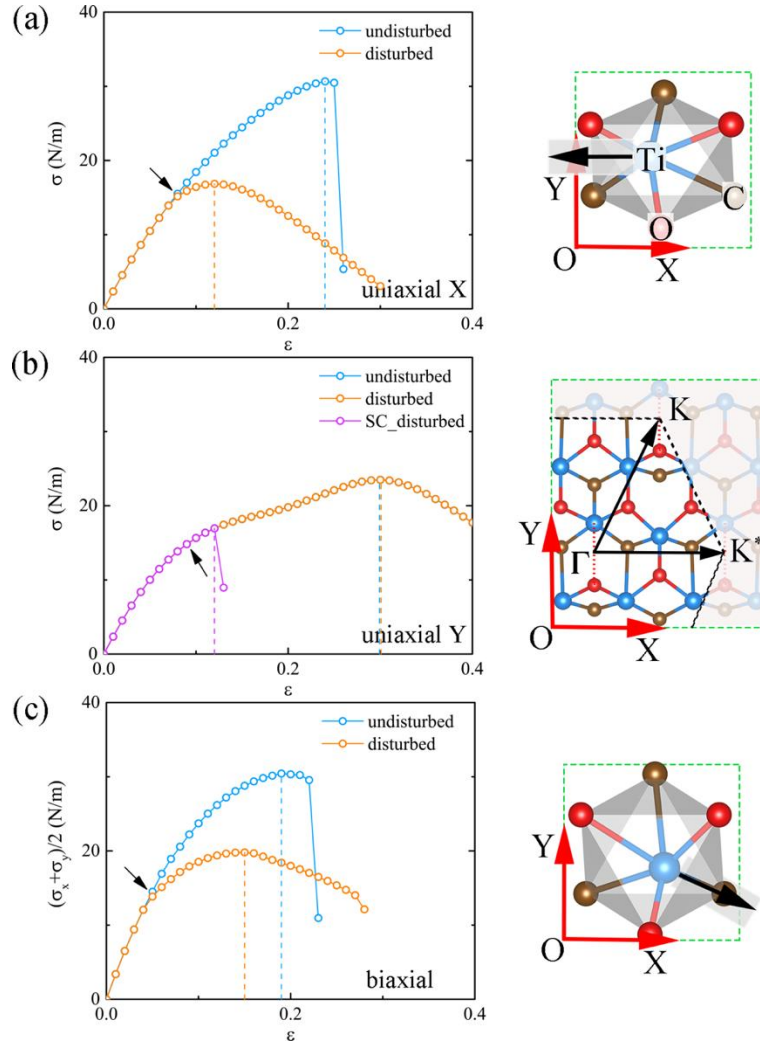 (a)
40
undisturbed
disturbed
σ (N/m)
20
0
0.0
0.2
0.4
uniaxial X
ε
Ti
Y
C
O
O
X
(b)
40
undisturbed
disturbed
SC_disturbed
σ (N/m)
20
0
0.0
0.2
0.4
uniaxial Y
ε
K
Y
Γ
K*
O
X
(c)
40
undisturbed
disturbed
(σx+σy)/2 (N/m)
20
0
0.0
0.2
0.4
biaxial
ε
Y
O
X